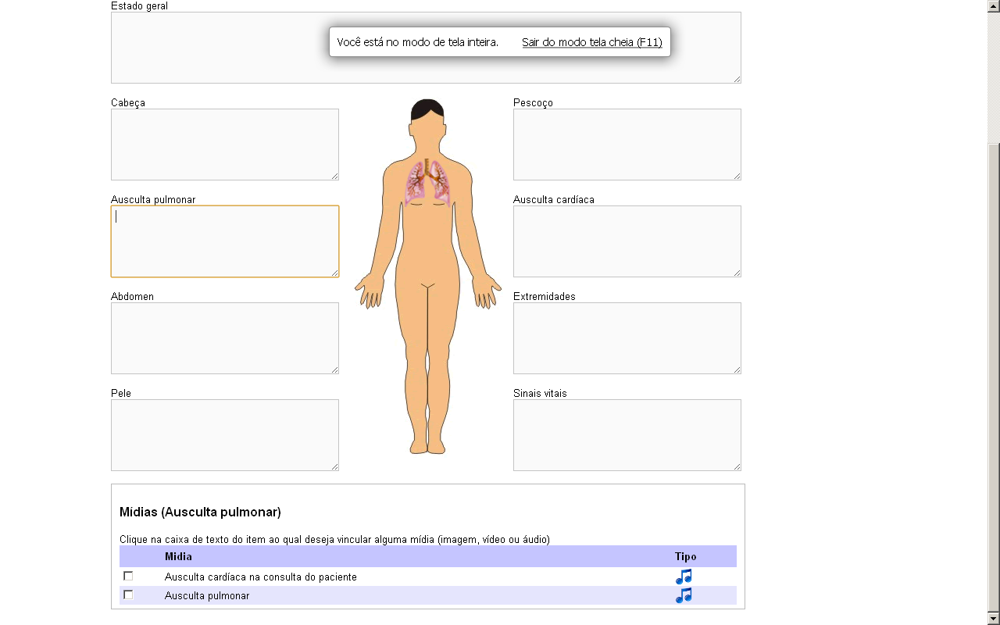 Estado geral
Você está no modo de tela inteira. Sair do modo tela cheia (F11)
Cabeça
Pescoço
Ausculta pulmonar
Ausculta cardíaca
Abdomen
Extremidades
Pele
Sinais vitais
Mídias (Ausculta pulmonar)
Clique na caixa de texto do item ao qual deseja vincular alguma mídia (imagem, vídeo ou áudio)
Midia Tipo
Ausculta cardíaca na consulta do paciente
Ausculta pulmonar